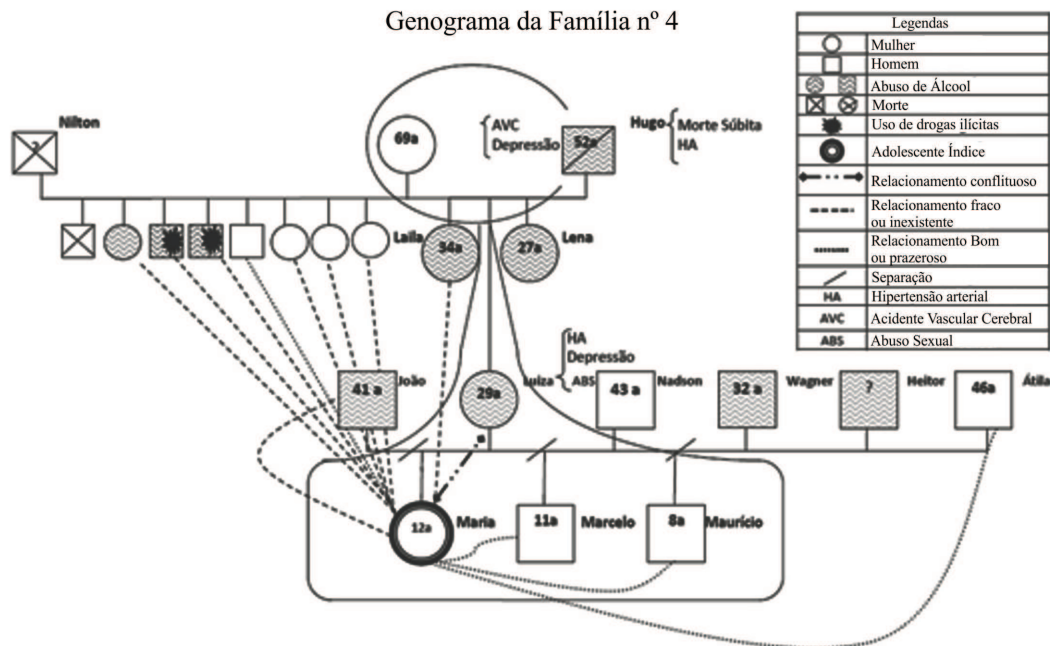 Genograma da Família nº 4
Legendas
Mulher
Homem
Abuso de Álcool
Morte
Uso de drogas ilícitas
Adolescente Índice
Relacionamento conflituoso
Relacionamento fraco
ou inexistente
Relacionamento Bom
ou prazeroso
Separação
HA Hipertensão arterial
AVC Acidente Vascular Cerebral
ABS Abuso Sexual
Nilton
?
69a
AVC
Depressão
52a
Hugo
Morte Súbita
HA
Laila
34a
Lena
27a
41 a
João
29a
Luiza
HA
Depressão
ABS
43 a
Nadson
32 a
Wagner
?
Heitor
46a
Átila
12a
Maria
11a
Marcelo
8a
Maurício